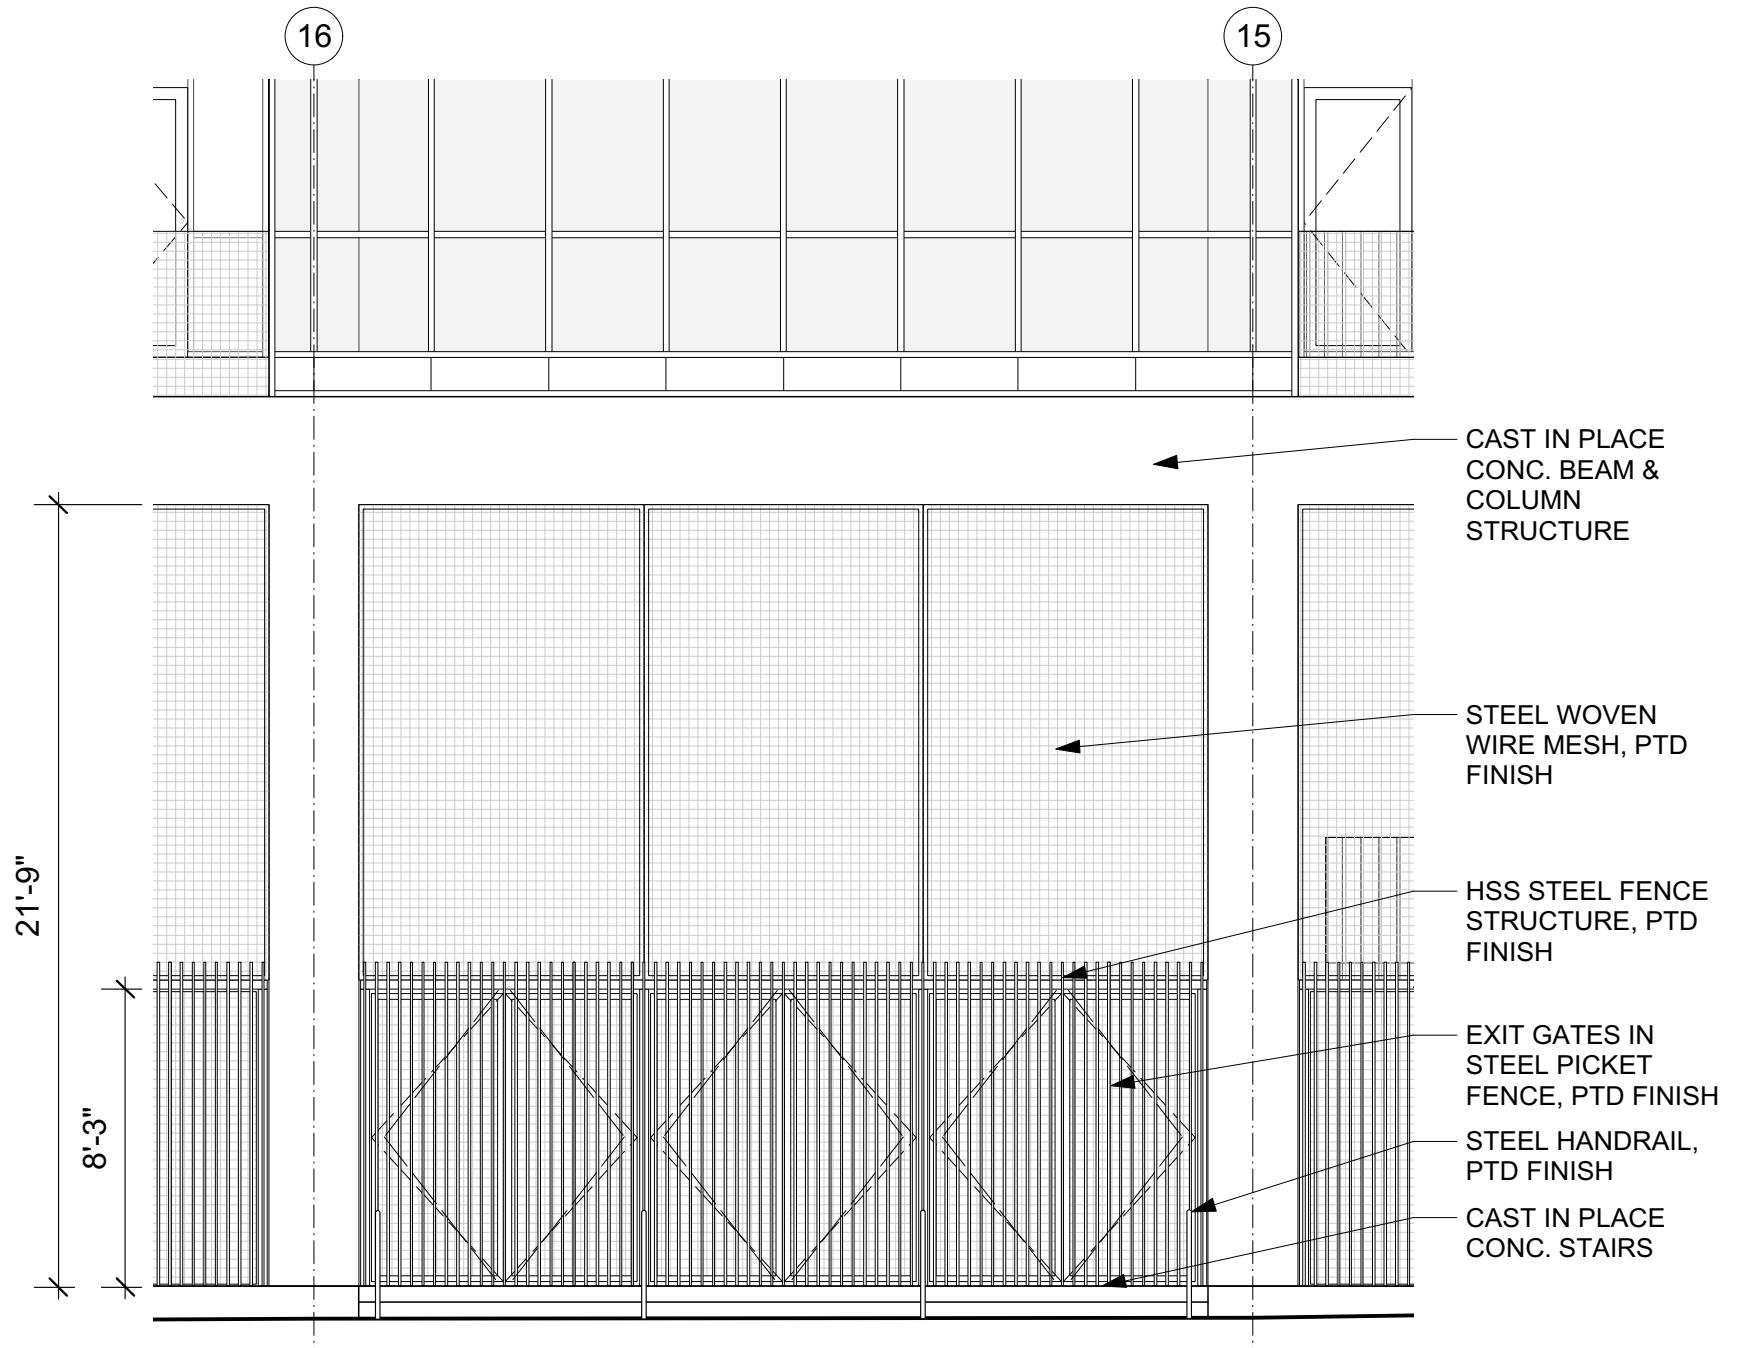 16
15
CAST IN PLACE
CONC. BEAM &
COLUMN
STRUCTURE
STEEL WOVEN
WIRE MESH, PTD
FINISH
21'-9"
HSS STEEL FENCE
STRUCTURE, PTD
FINISH
EXIT GATES IN
STEEL PICKET
FENCE, PTD FINISH
8'-3"
STEEL HANDRAIL,
PTD FINISH
CAST IN PLACE
CONC. STAIRS